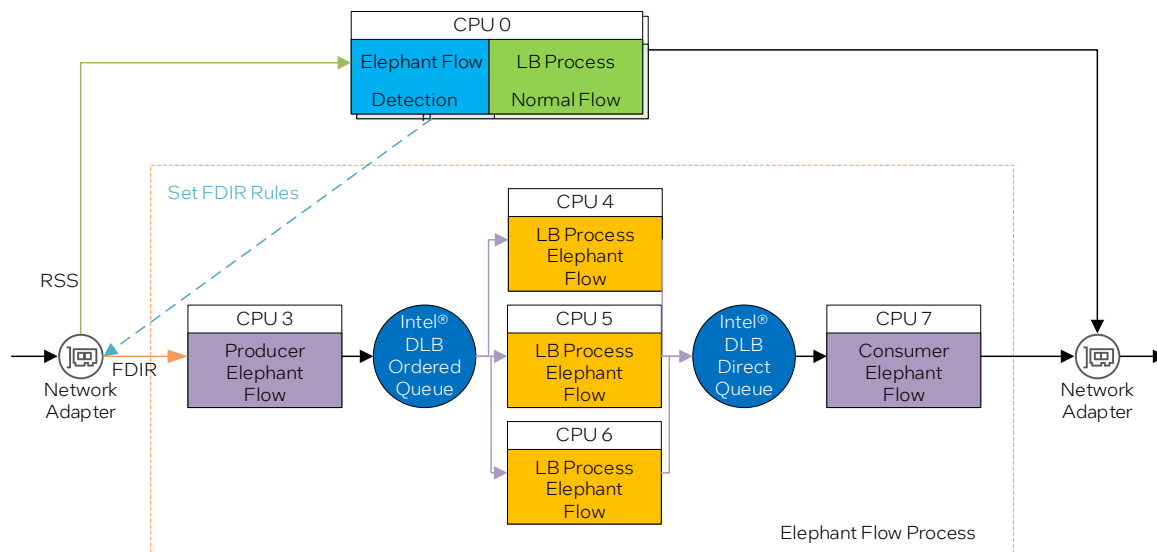 CPU 0
Elephant Flow
Detection
LB Process
Normal Flow
Set FDIR Rules
RSS
CPU 4
LB Process
Elephant
Flow
Network
Adapter
FDIR
CPU 3
Producer
Elephant
Flow
Intel®
DLB
Ordered
Queue
CPU 5
LB Process
Elephant
Flow
Intel®
DLB
Direct
Queue
CPU 7
Consumer
Elephant
Flow
Network
Adapter
CPU 6
LB Process
Elephant
Flow
Elephant Flow Process